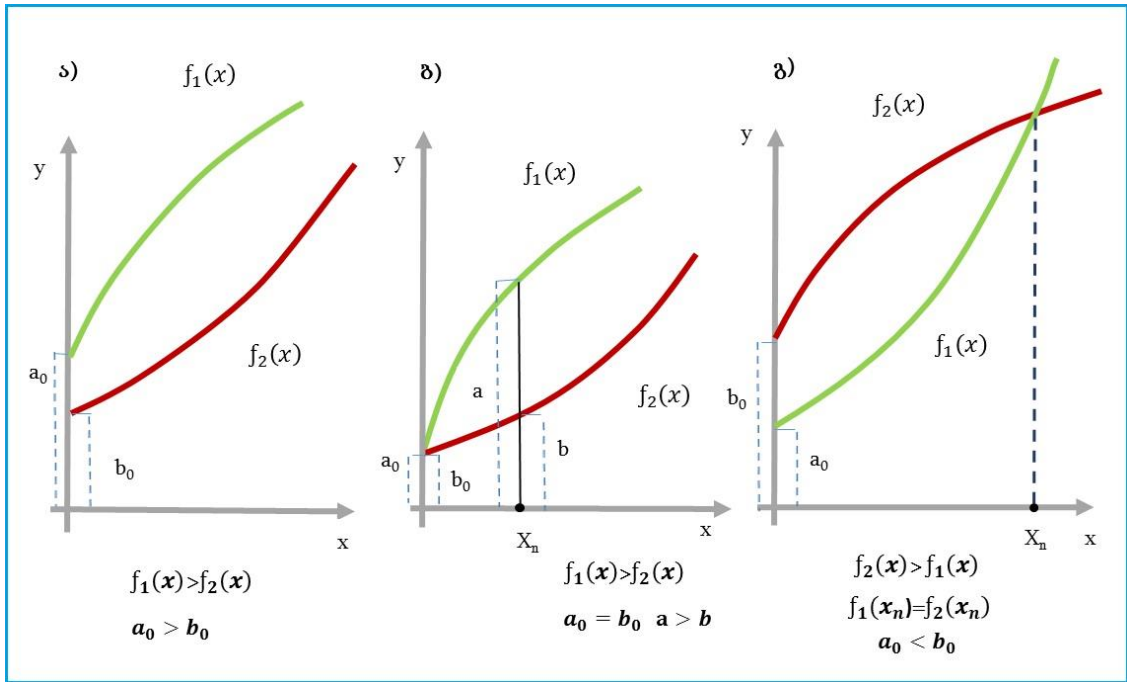 ა)
f₁(x)
y
f₂(x)
a₀
b₀
x
f₁(x)>f₂(x)
a₀ > b₀
ბ)
y
f₁(x)
a
f₂(x)
a₀
b₀
b
Xₙ
x
f₁(x)>f₂(x)
a₀ = b₀ a > b
გ)
f₂(x)
y
f₁(x)
b₀
a₀
Xₙ
x
f₂(x)>f₁(x)
f₁(xₙ)=f₂(xₙ)
a₀ < b₀